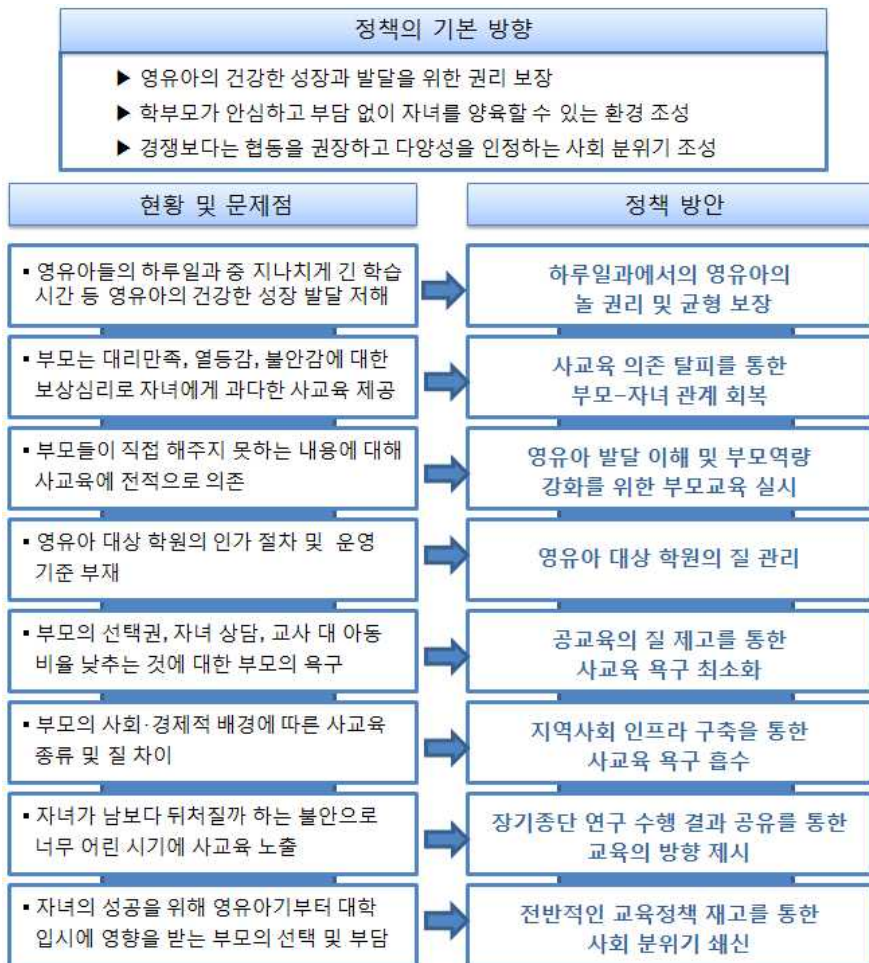 정책의 기본 방향
▶ 영유아의 건강한 성장과 발달을 위한 권리 보장
▶ 학부모가 안심하고 부담 없이 자녀를 양육할 수 있는 환경 조성
▶ 경쟁보다는 협동을 권장하고 다양성을 인정하는 사회 분위기 조성
현황 및 문제점
정책 방안
▪ 영유아들의 하루일과 중 지나치게 긴 학습
시간 등 영유아의 건강한 성장 발달 저해
하루일과에서의 영유아의
놀 권리 및 균형 보장
▪ 부모는 대리만족, 열등감, 불안감에 대한
보상심리로 자녀에게 과다한 사교육 제공
사교육 의존 탈피를 통한
부모-자녀 관계 회복
▪ 부모들이 직접 해주지 못하는 내용에 대해
사교육에 전적으로 의존
영유아 발달 이해 및 부모역량
강화를 위한 부모교육 실시
▪ 영유아 대상 학원의 인가 절차 및 운영
기준 부재
영유아 대상 학원의 질 관리
▪ 부모의 선택권, 자녀 상담, 교사 대 아동
비율 낮추는 것에 대한 부모의 욕구
공교육의 질 제고를 통한
사교육 욕구 최소화
▪ 부모의 사회·경제적 배경에 따른 사교육
종류 및 질 차이
지역사회 인프라 구축을 통한
사교육 욕구 흡수
▪ 자녀가 남보다 뒤처질까 하는 불안으로
너무 어린 시기에 사교육 노출
장기종단 연구 수행 결과 공유를 통한
교육의 방향 제시
▪ 자녀의 성공을 위해 영유아기부터 대학
입시에 영향을 받는 부모의 선택 및 부담
전반적인 교육정책 재고를 통한
사회 분위기 쇄신